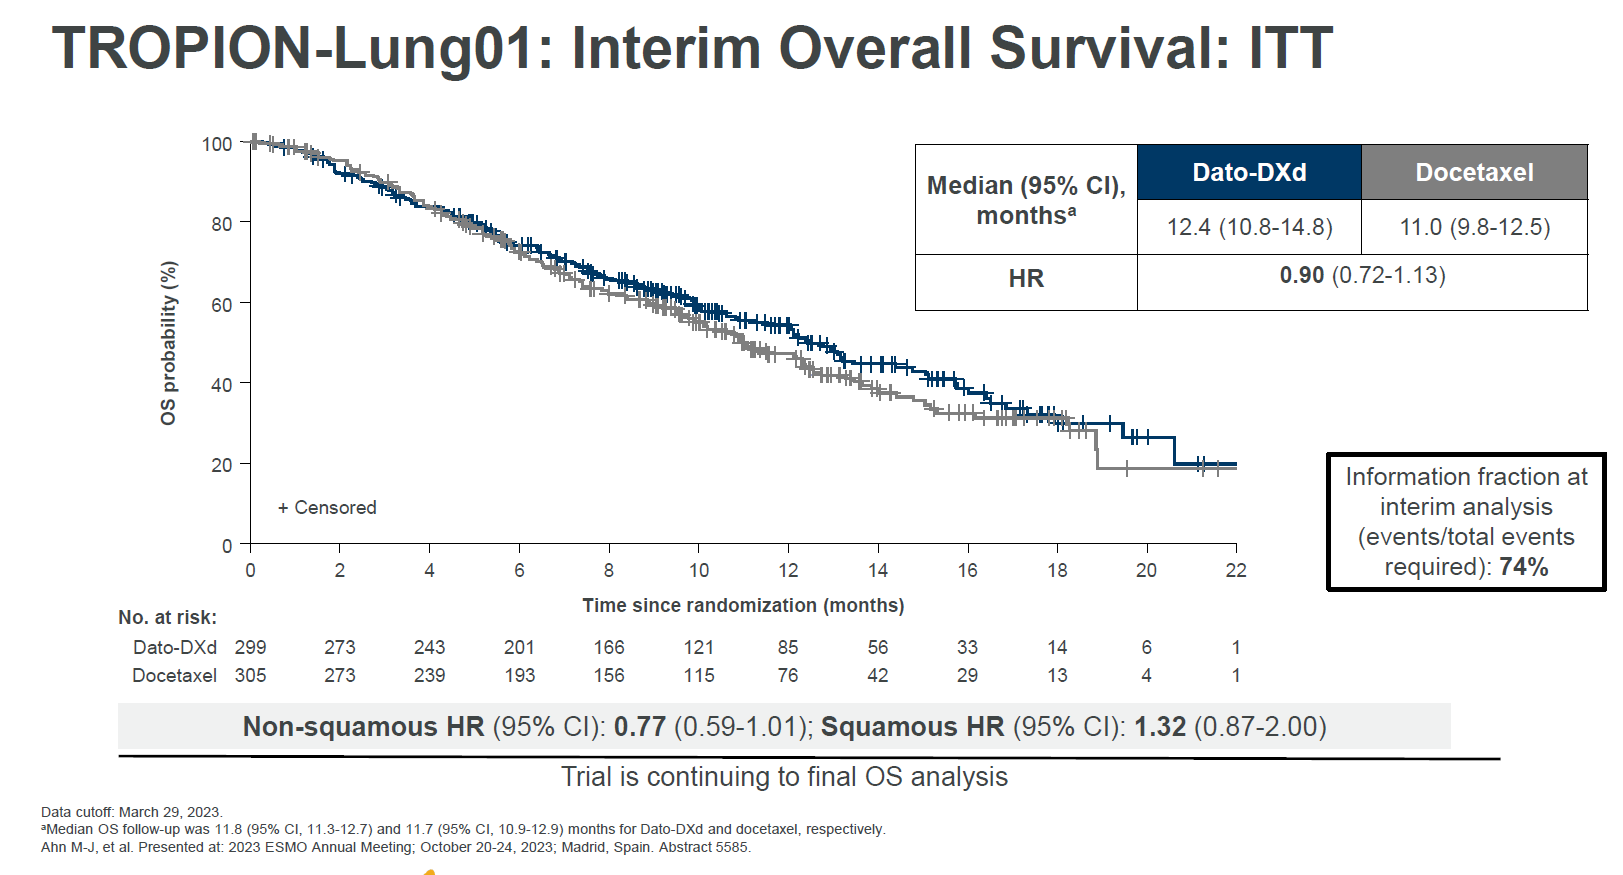 TROPION-Lung01: Interim Overall Survival: ITT
100
80
60
40
20
0
OS probability (%)
+ Censored
0 2 4 6 8 10 12 14 16 18 20 22
Time since randomization (months)
Median (95% CI),
monthsᵃ
Dato-DXd Docetaxel
12.4 (10.8-14.8) 11.0 (9.8-12.5)
HR 0.90 (0.72-1.13)
Information fraction at
interim analysis
(events/total events
required): 74%
No. at risk:
Dato-DXd 299 273 243 201 166 121 85 56 33 14 6 1
Docetaxel 305 273 239 193 156 115 76 42 29 13 4 1
Non-squamous HR (95% CI): 0.77 (0.59-1.01); Squamous HR (95% CI): 1.32 (0.87-2.00)
Trial is continuing to final OS analysis
Data cutoff: March 29, 2023.
ᵃMedian OS follow-up was 11.8 (95% CI, 11.3-12.7) and 11.7 (95% CI, 10.9-12.9) months for Dato-DXd and docetaxel, respectively.
Ahn M-J, et al. Presented at: 2023 ESMO Annual Meeting; October 20-24, 2023; Madrid, Spain. Abstract 5585.